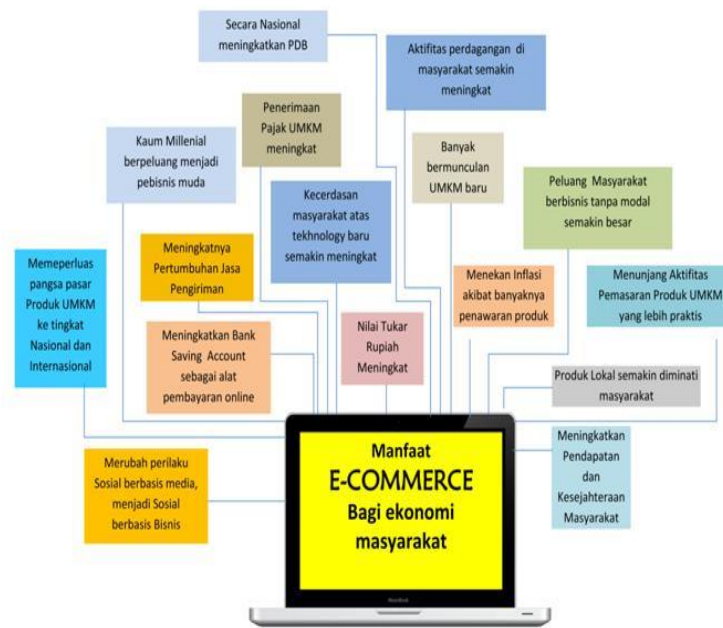 Secara Nasional
meningkatkan PDB
Aktifitas perdagangan di
masyarakat semakin
meningkat
Penerimaan
Pajak UMKM
meningkat
Kaum Millenial
berpeluang menjadi
pebisnis muda
Banyak
bermunculan
UMKM baru
Peluang Masyarakat
berbisnis tanpa modal
semakin besar
Kecerdasan
masyarakat atas
tekhnology baru
semakin meningkat
Meningkatnya
Pertumbuhan Jasa
Pengiriman
Memeperluas
pangsa pasar
Produk UMKM
ke tingkat
Nasional dan
Internasional
Menekan Inflasi
akibat banyaknya
penawaran produk
Menunjang Aktifitas
Pemasaran Produk UMKM
yang lebih praktis
Meningkatkan Bank
Saving Account
sebagai alat
pembayaran online
Nilai Tukar
Rupiah
Meningkat
Produk Lokal semakin diminati
masyarakat
Merubah perilaku
Sosial berbasis media,
menjadi Sosial
berbasis Bisnis
Meningkatkan
Pendapatan
dan
Kesejahteraan
Masyarakat
Manfaat
E-COMMERCE
Bagi ekonomi
masyarakat
MacBook